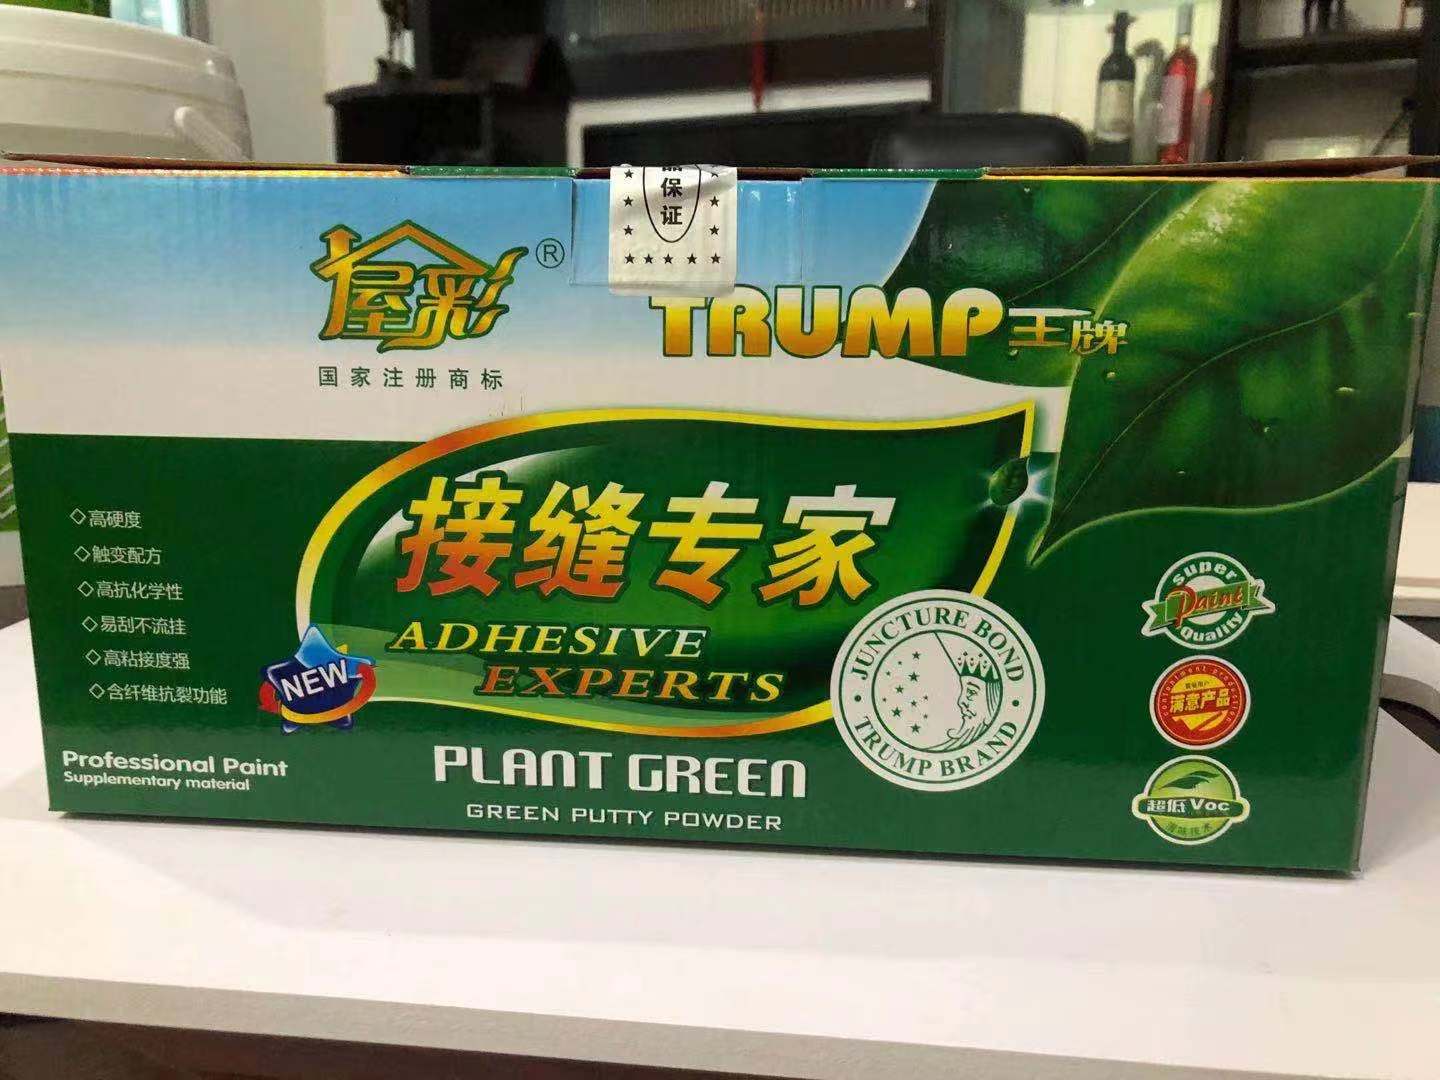 保
证
屋彩®
国家注册商标
TRUMP王牌
接缝专家
ADHESIVE
EXPERTS
NEW
◇高硬度
◇触变配方
◇高抗化学性
◇易刮不流挂
◇高粘接度强
◇含纤维抗裂功能
Professional Paint
Supplementary material
PLANT GREEN
GREEN PUTTY POWDER
JUNCTURE BOND
TRUMP BRAND
super
Paint
Quality
满意产品
超低Voc